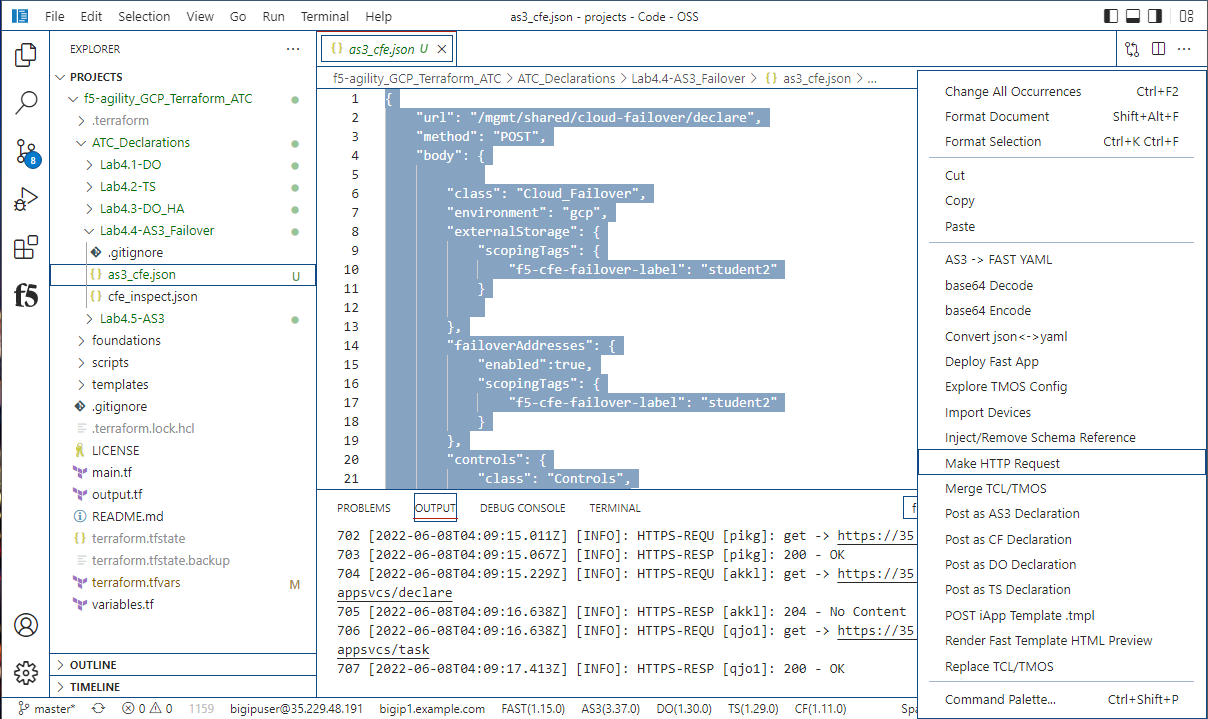 File Edit Selection View Go Run Terminal Help as3_cfe.json - projects - Code - OSS
EXPLORER ...
PROJECTS
f5-agility_GCP_Terraform_ATC
.terraform
ATC_Declarations
Lab4.1-DO
Lab4.2-TS
Lab4.3-DO_HA
Lab4.4-AS3_Failover
.gitignore
as3_cfe.json U
cfe_inspect.json
Lab4.5-AS3
foundations
scripts
templates
.gitignore
.terraform.lock.hcl
LICENSE
main.tf
output.tf
README.md
terraform.tfstate
terraform.tfstate.backup
terraform.tfvars M
variables.tf
OUTLINE
TIMELINE
8
f5
{} as3_cfe.json U
f5-agility_GCP_Terraform_ATC > ATC_Declarations > Lab4.4-AS3_Failover > {} as3_cfe.json > ...
1 {
2 "url": "/mgmt/shared/cloud-failover/declare",
3 "method": "POST",
4 "body": {
5
6 "class": "Cloud_Failover",
7 "environment": "gcp",
8 "externalStorage": {
9 "scopingTags": {
10 "f5-cfe-failover-label": "student2"
11 }
12
13 },
14 "failoverAddresses": {
15 "enabled":true,
16 "scopingTags": {
17 "f5-cfe-failover-label": "student2"
18 }
19 },
20 "controls": {
21 "class": "Controls",
PROBLEMS OUTPUT DEBUG CONSOLE TERMINAL f
702 [2022-06-08T04:09:15.011Z] [INFO]: HTTPS-REQU [pikg]: get -> https://35
703 [2022-06-08T04:09:15.067Z] [INFO]: HTTPS-RESP [pikg]: 200 - OK
704 [2022-06-08T04:09:15.229Z] [INFO]: HTTPS-REQU [akkl]: get -> https://35
appsvcs/declare
705 [2022-06-08T04:09:16.638Z] [INFO]: HTTPS-RESP [akkl]: 204 - No Content
706 [2022-06-08T04:09:16.638Z] [INFO]: HTTPS-REQU [qjo1]: get -> https://35
appsvcs/task
707 [2022-06-08T04:09:17.413Z] [INFO]: HTTPS-RESP [qjo1]: 200 - OK
Change All Occurrences Ctrl+F2
Format Document Shift+Alt+F
Format Selection Ctrl+K Ctrl+F
Cut
Copy
Paste
AS3 -> FAST YAML
base64 Decode
base64 Encode
Convert json<->yaml
Deploy Fast App
Explore TMOS Config
Import Devices
Inject/Remove Schema Reference
Make HTTP Request
Merge TCL/TMOS
Post as AS3 Declaration
Post as CF Declaration
Post as DO Declaration
Post as TS Declaration
POST iApp Template .tmpl
Render Fast Template HTML Preview
Replace TCL/TMOS
Command Palette... Ctrl+Shift+P
master* 0 0 1159 bigipuser@35.229.48.191 bigip1.example.com FAST(1.15.0) AS3(3.37.0) DO(1.30.0) TS(1.29.0) CF(1.11.0) Spa